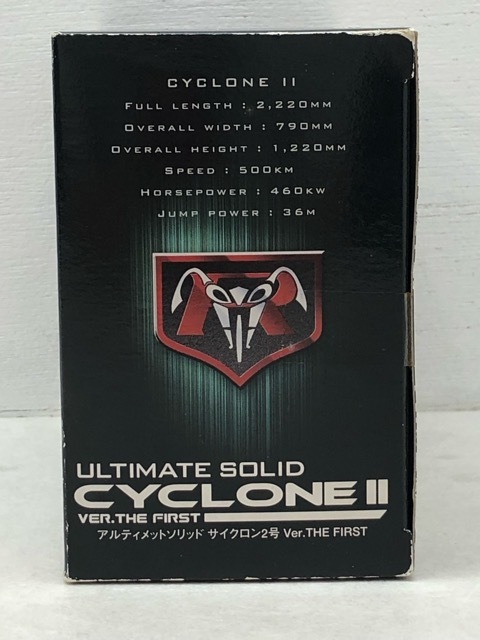 CYCLONE II
FULL LENGTH : 2,220MM
OVERALL WIDTH : 790MM
OVERALL HEIGHT : 1,220MM
SPEED : 500KM
HORSEPOWER : 460KW
JUMP POWER : 36M
ULTIMATE SOLID
CYCLONE II
VER.THE FIRST
アルティメットソリッド サイクロン2号 Ver.THE FIRST